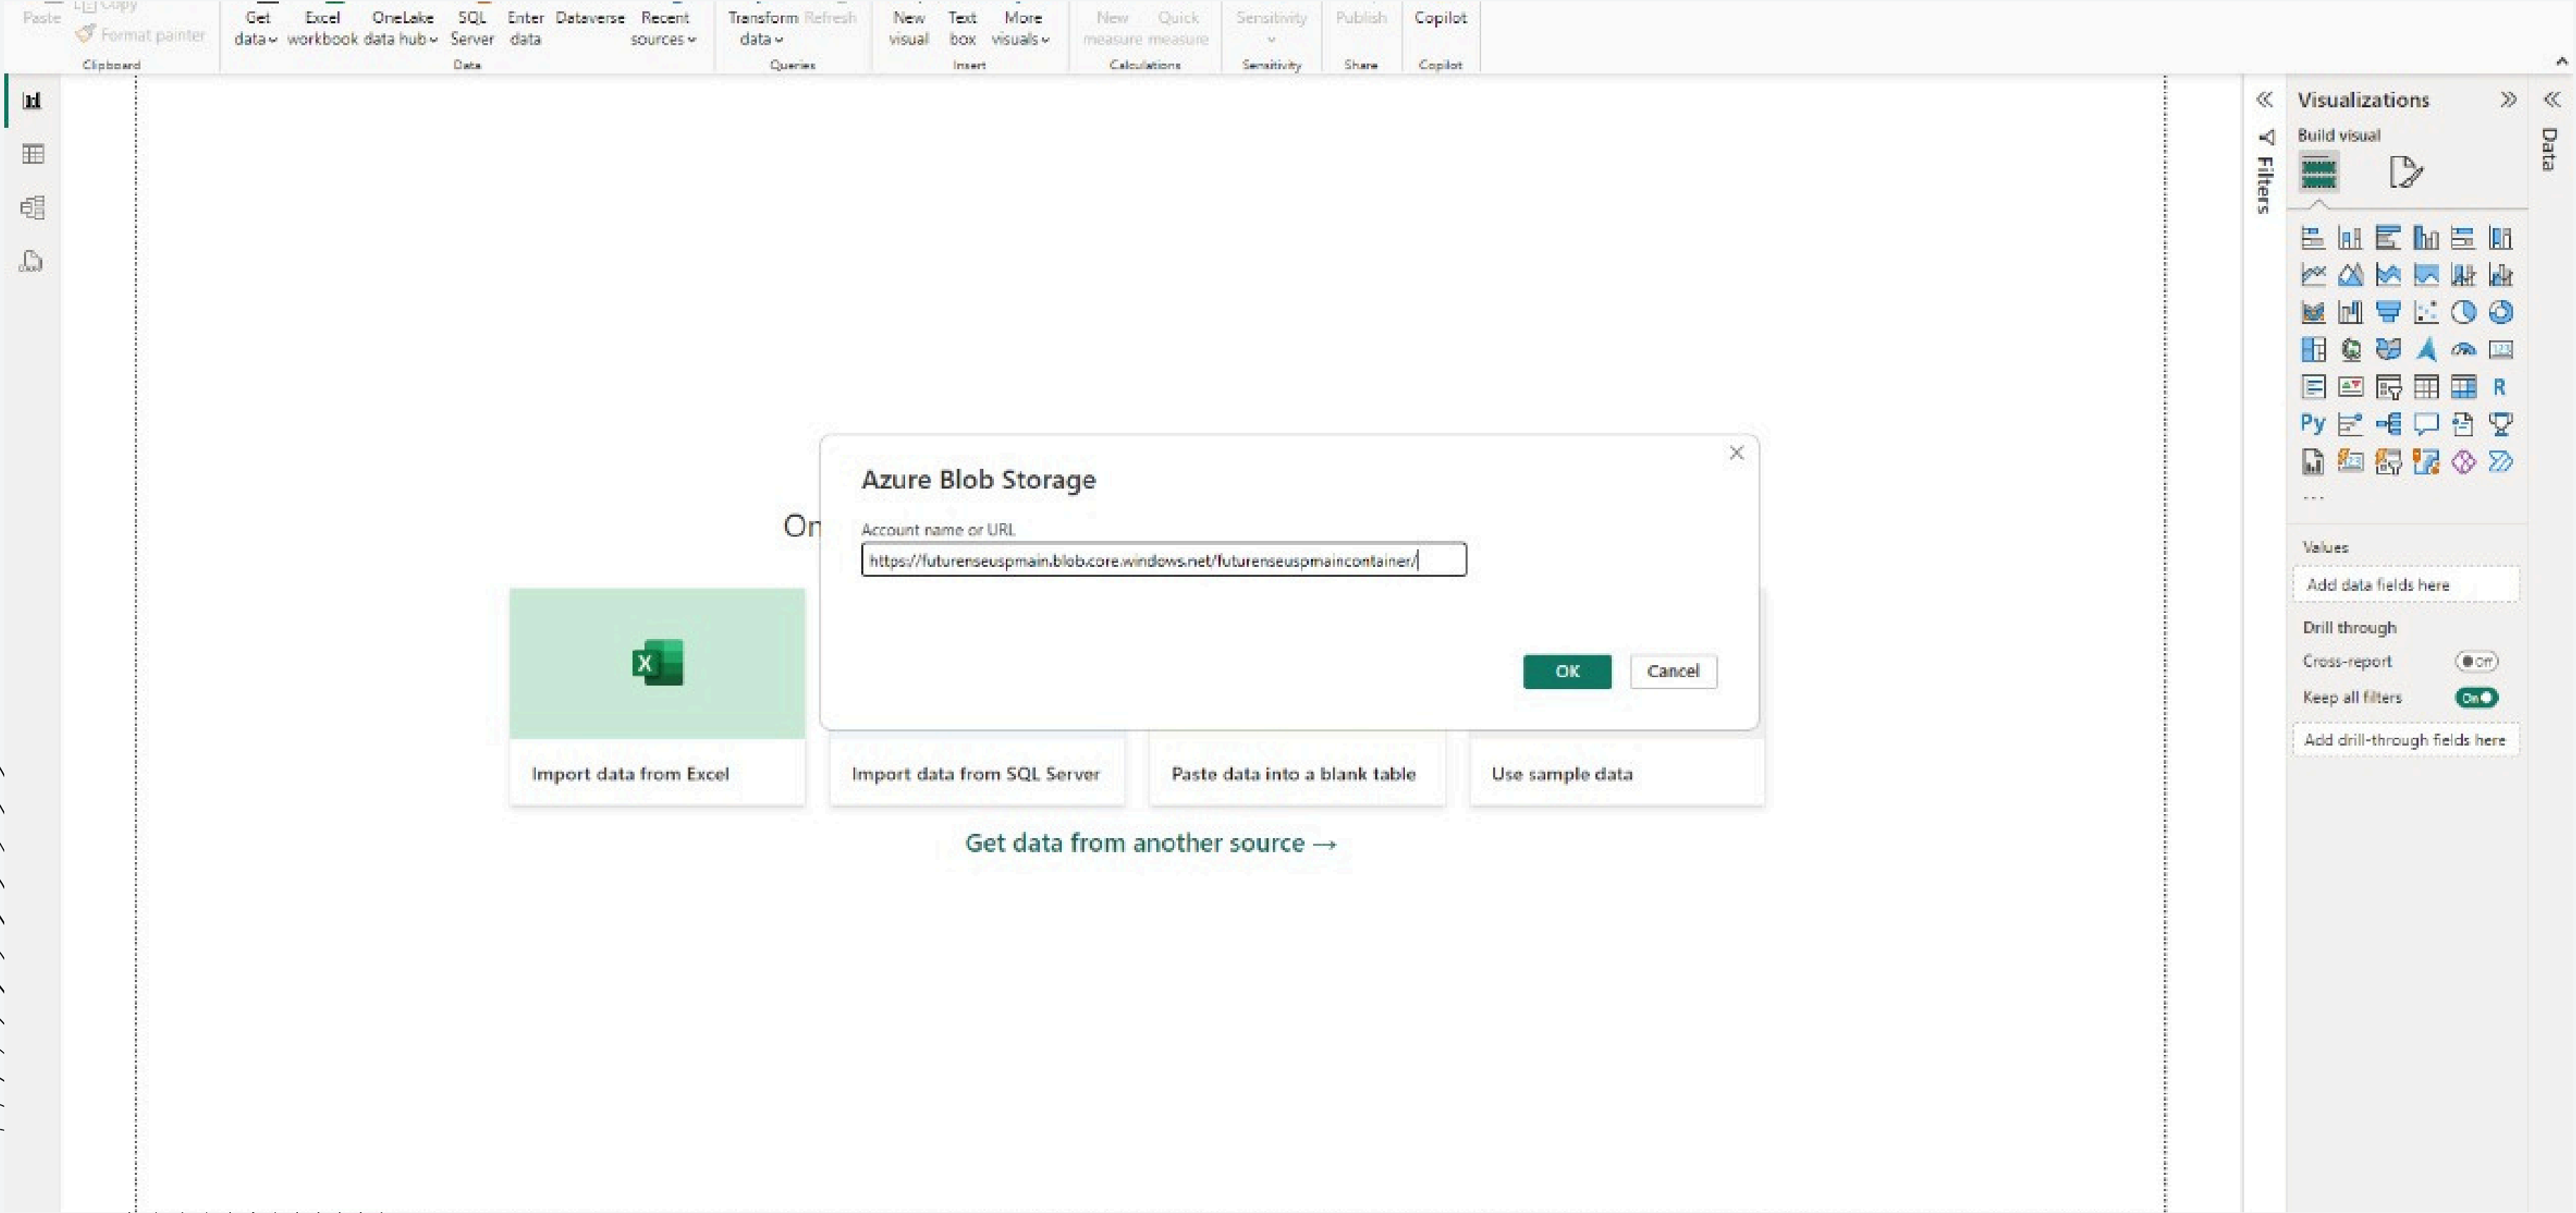 Paste
Copy
Format painter
Clipboard
Get data
Excel workbook
OneLake data hub
SQL Server
Enter data
Dataverse
Recent sources
Data
Transform data
Refresh
Queries
New visual
Text box
More visuals
Insert
New measure
Quick measure
Calculations
Sensitivity
Sensitivity
Publish
Share
Copilot
Copilot
Azure Blob Storage
Account name or URL
https://futurenseuspmain.blob.core.windows.net/futurenseuspmaincontainer/
OK
Cancel
On
X
Import data from Excel
Import data from SQL Server
Paste data into a blank table
Use sample data
Get data from another source →
Filters
Visualizations
Build visual
123
R
Py
123
...
Values
Add data fields here
Drill through
Cross-report
Off
Keep all filters
On
Add drill-through fields here
Data